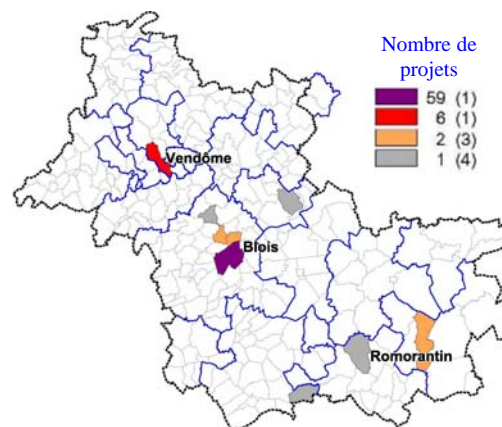 Nombre de
projets
59 (1)
6 (1)
2 (3)
1 (4)
Vendôme
Blois
Romorantin